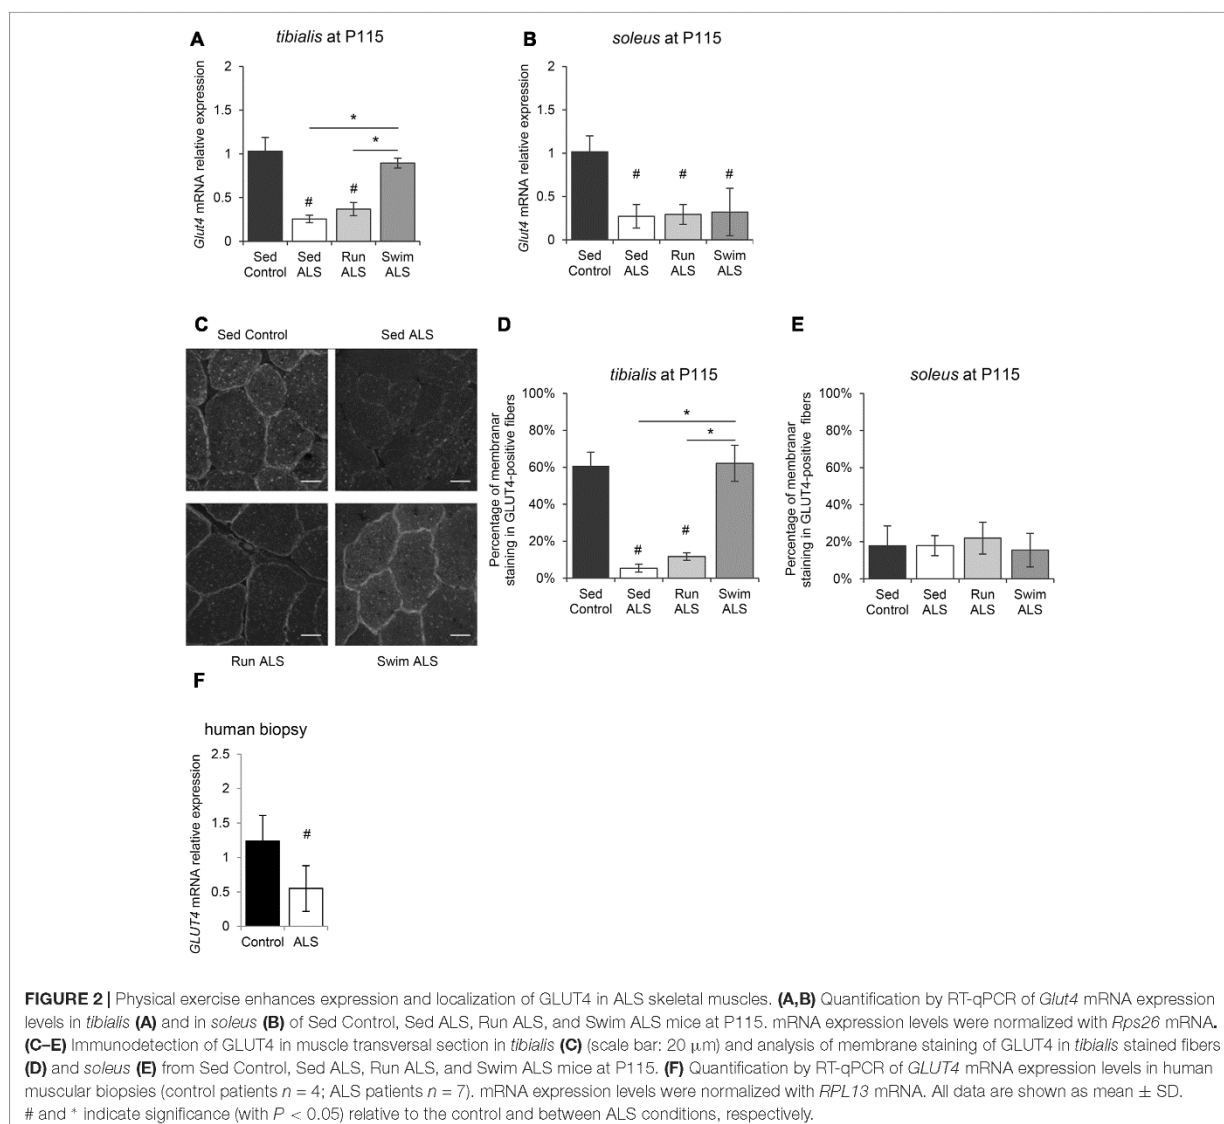 A
tibialis at P115
Glut4 mRNA relative expression
2
1.5
1
0.5
0
*
*
#
#
Sed Control
Sed ALS
Run ALS
Swim ALS
B
soleus at P115
Glut4 mRNA relative expression
2
1.5
1
0.5
0
#
#
#
Sed Control
Sed ALS
Run ALS
Swim ALS
C
Sed Control
Sed ALS
Run ALS
Swim ALS
D
tibialis at P115
Percentage of membranar
staining in GLUT4-positive fibers
100%
80%
60%
40%
20%
0%
*
*
#
#
Sed Control
Sed ALS
Run ALS
Swim ALS
E
soleus at P115
Percentage of membranar
staining in GLUT4-positive fibers
100%
80%
60%
40%
20%
0%
Sed Control
Sed ALS
Run ALS
Swim ALS
F
human biopsy
GLUT4 mRNA relative expression
2.5
2
1.5
1
0.5
0
#
Control
ALS
FIGURE 2 | Physical exercise enhances expression and localization of GLUT4 in ALS skeletal muscles. (A,B) Quantification by RT-qPCR of Glut4 mRNA expression
levels in tibialis (A) and in soleus (B) of Sed Control, Sed ALS, Run ALS, and Swim ALS mice at P115. mRNA expression levels were normalized with Rps26 mRNA.
(C–E) Immunodetection of GLUT4 in muscle transversal section in tibialis (C) (scale bar: 20 μm) and analysis of membrane staining of GLUT4 in tibialis stained fibers
(D) and soleus (E) from Sed Control, Sed ALS, Run ALS, and Swim ALS mice at P115. (F) Quantification by RT-qPCR of GLUT4 mRNA expression levels in human
muscular biopsies (control patients n = 4; ALS patients n = 7). mRNA expression levels were normalized with RPL13 mRNA. All data are shown as mean ± SD.
# and * indicate significance (with P < 0.05) relative to the control and between ALS conditions, respectively.